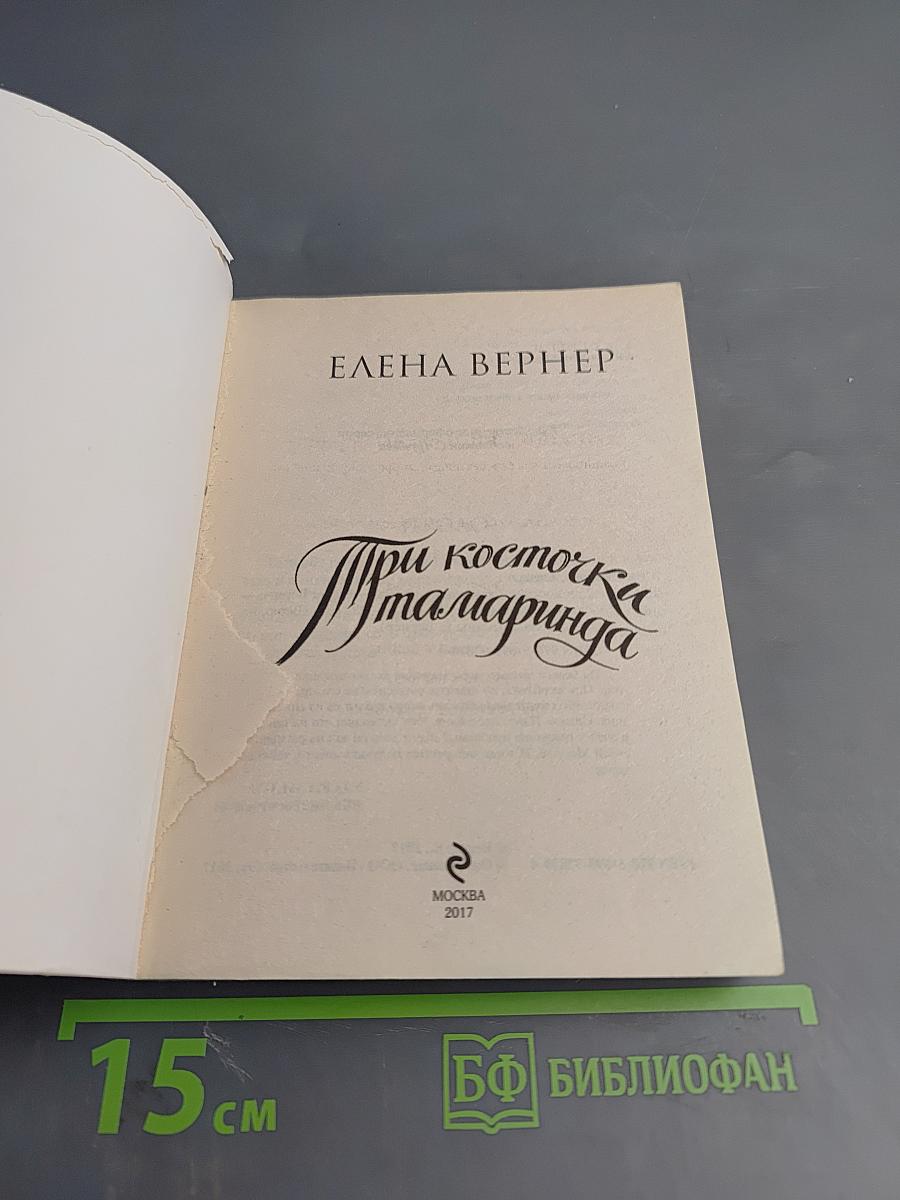 ЕЛЕНА ВЕРНЕР
Три косточки
тамаринда
МОСКВА
2017
15 см
БФ БИБЛИОФАН